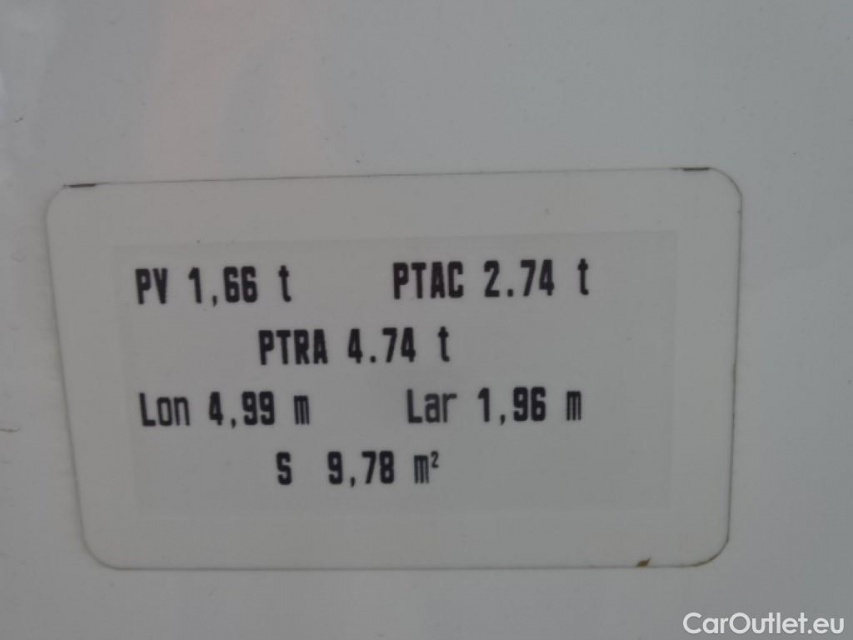 PV 1,66 t PTAC 2.74 t
PTRA 4.74 t
Lon 4,99 m Lar 1,96 m
S 9,78 m²
CarOutlet.eu